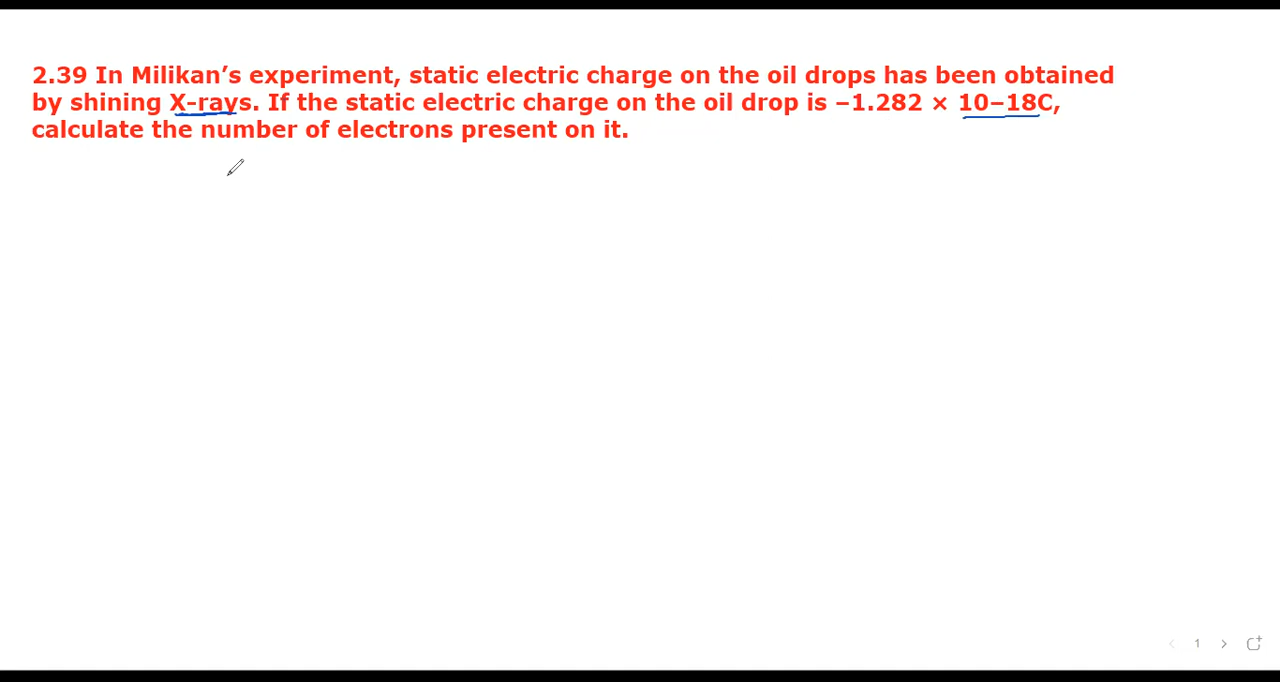 2.39 In Milikan’s experiment, static electric charge on the oil drops has been obtained
by shining X-rays. If the static electric charge on the oil drop is –1.282 × 10–18C,
calculate the number of electrons present on it.
1